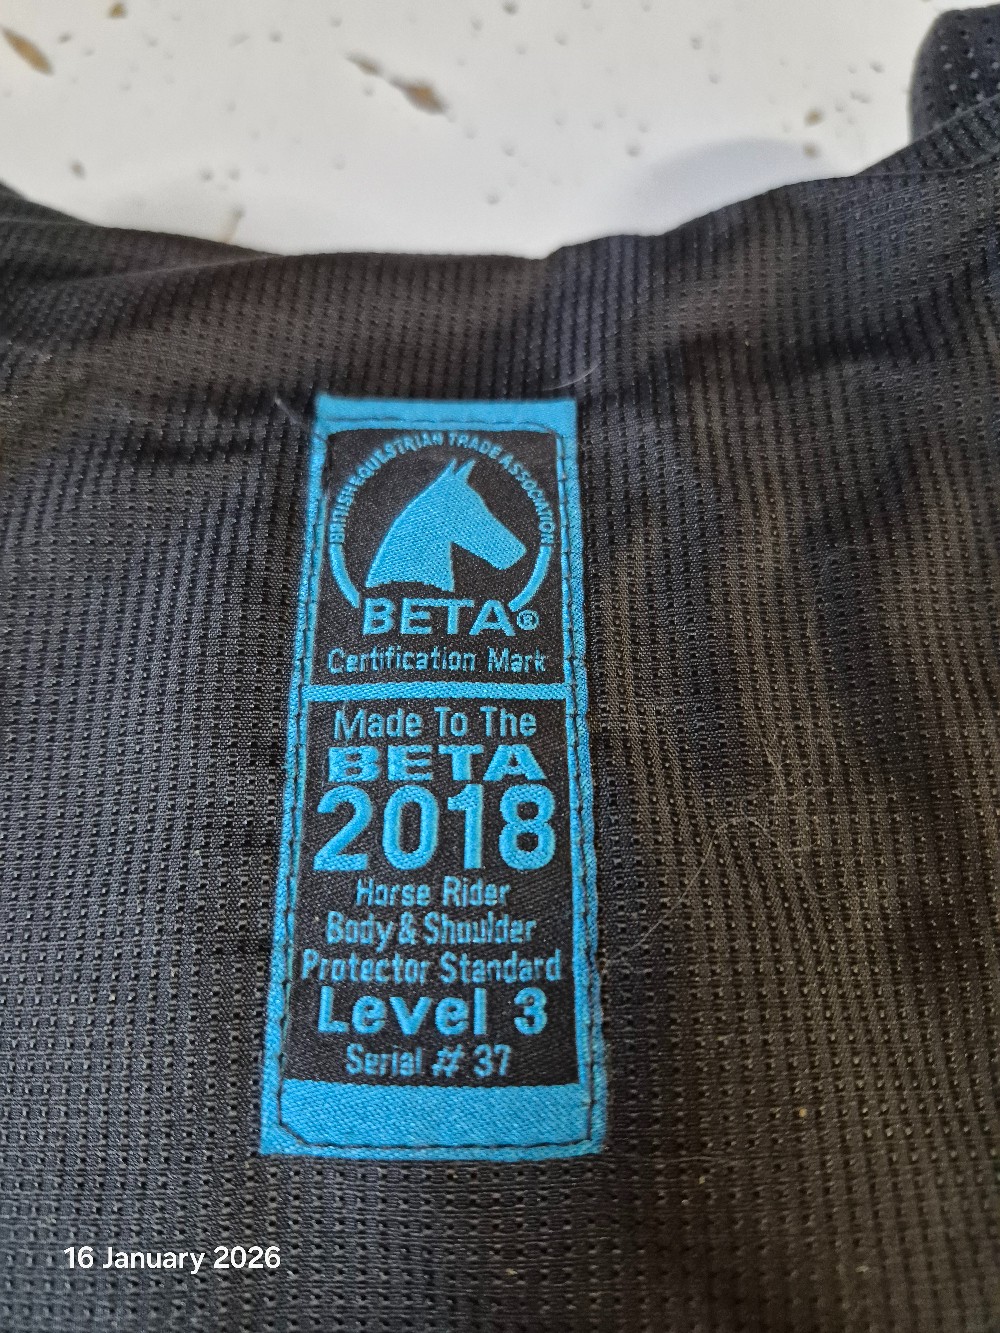 BRITISH EQUESTRIAN TRADE ASSOCIATION
BETA®
Certification Mark
Made To The
BETA
2018
Horse Rider
Body & Shoulder
Protector Standard
Level 3
Serial # 37
16 January 2026